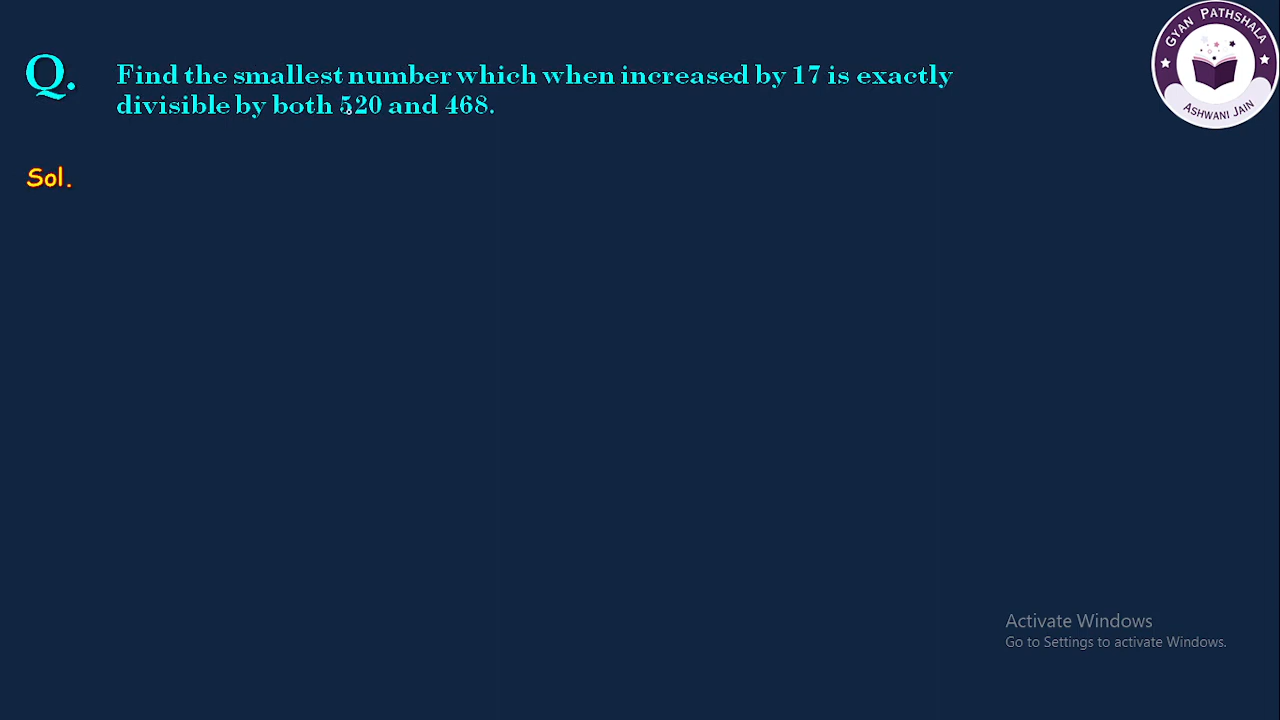 GYAN PATHSHALA
ASHWANI JAIN
Q. Find the smallest number which when increased by 17 is exactly
divisible by both 520 and 468.
Sol.
Activate Windows
Go to Settings to activate Windows.